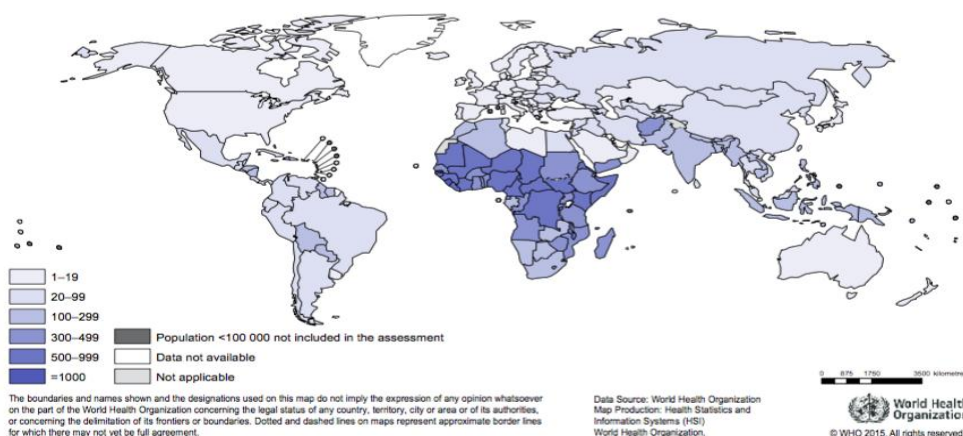 1–19
20–99
100–299
300–499
500–999
=1000
Population <100 000 not included in the assessment
Data not available
Not applicable
The boundaries and names shown and the designations used on this map do not imply the expression of any opinion whatsoever
on the part of the World Health Organization concerning the legal status of any country, territory, city or area or of its authorities,
or concerning the delimitation of its frontiers or boundaries. Dotted and dashed lines on maps represent approximate border lines
for which there may not yet be full agreement.
Data Source: World Health Organization
Map Production: Health Statistics and
Information Systems (HSI)
World Health Organization.
0 875 1750 3500 kilometre
World Health
Organization
© WHO 2015. All rights reserved